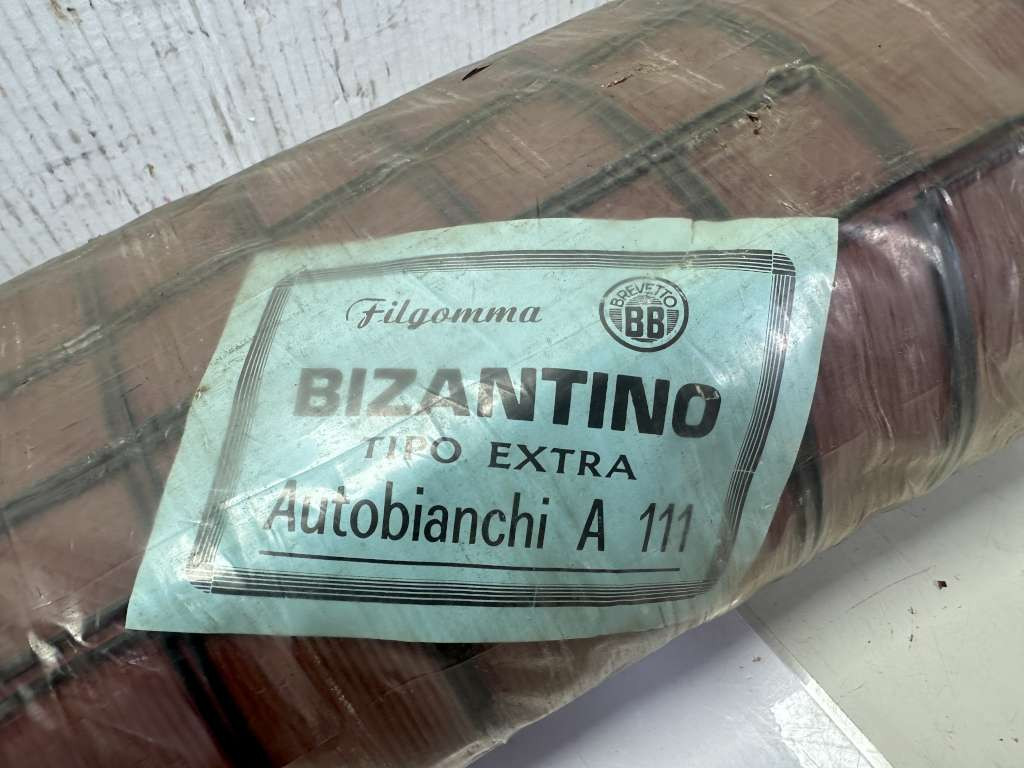 Filgomma
BREVETTO
BB
BIZANTINO
TIPO EXTRA
Autobianchi A 111